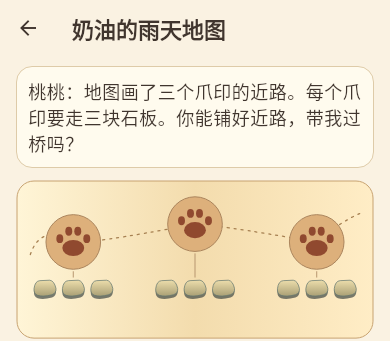 奶油的雨天地图
桃桃：地图画了三个爪印的近路。每个爪
印要走三块石板。你能铺好近路，带我过
桥吗？